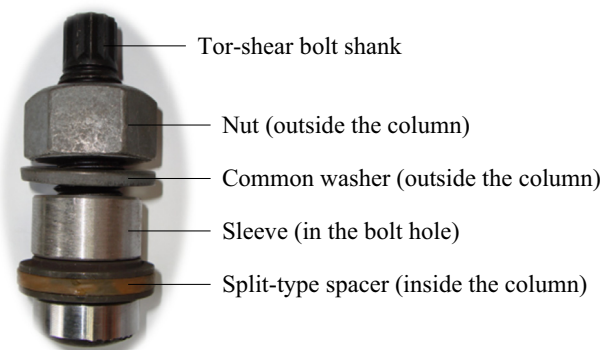 Tor-shear bolt shank
Nut (outside the column)
Common washer (outside the column)
Sleeve (in the bolt hole)
Split-type spacer (inside the column)